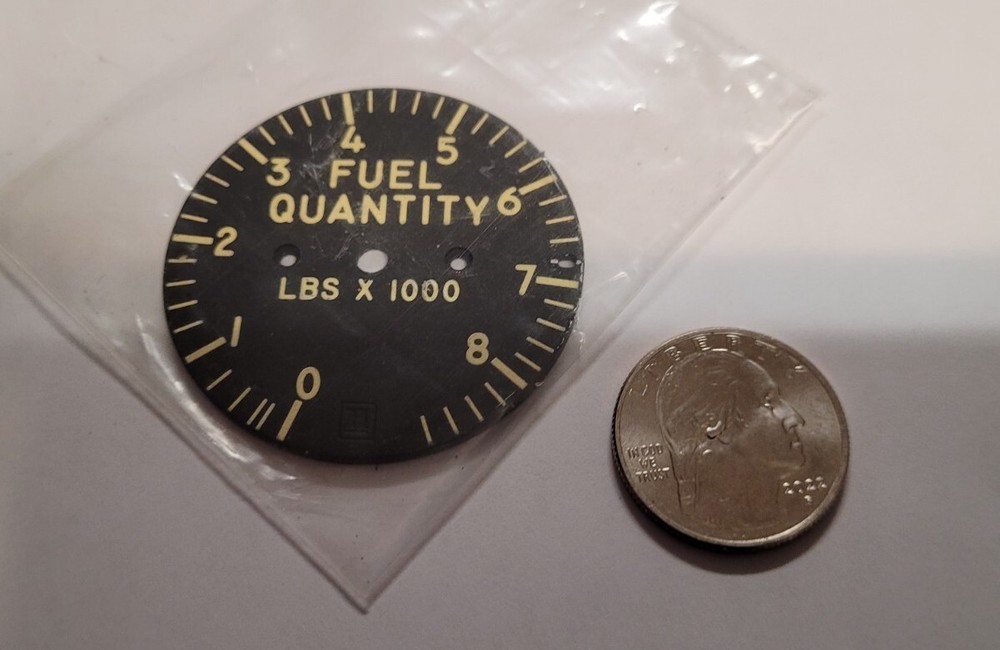 4
5
3
FUEL
QUANTITY
6
2
7
LBS X 1000
1
8
0
LIBERTY
IN GOD
WE
TRUST
2022
P